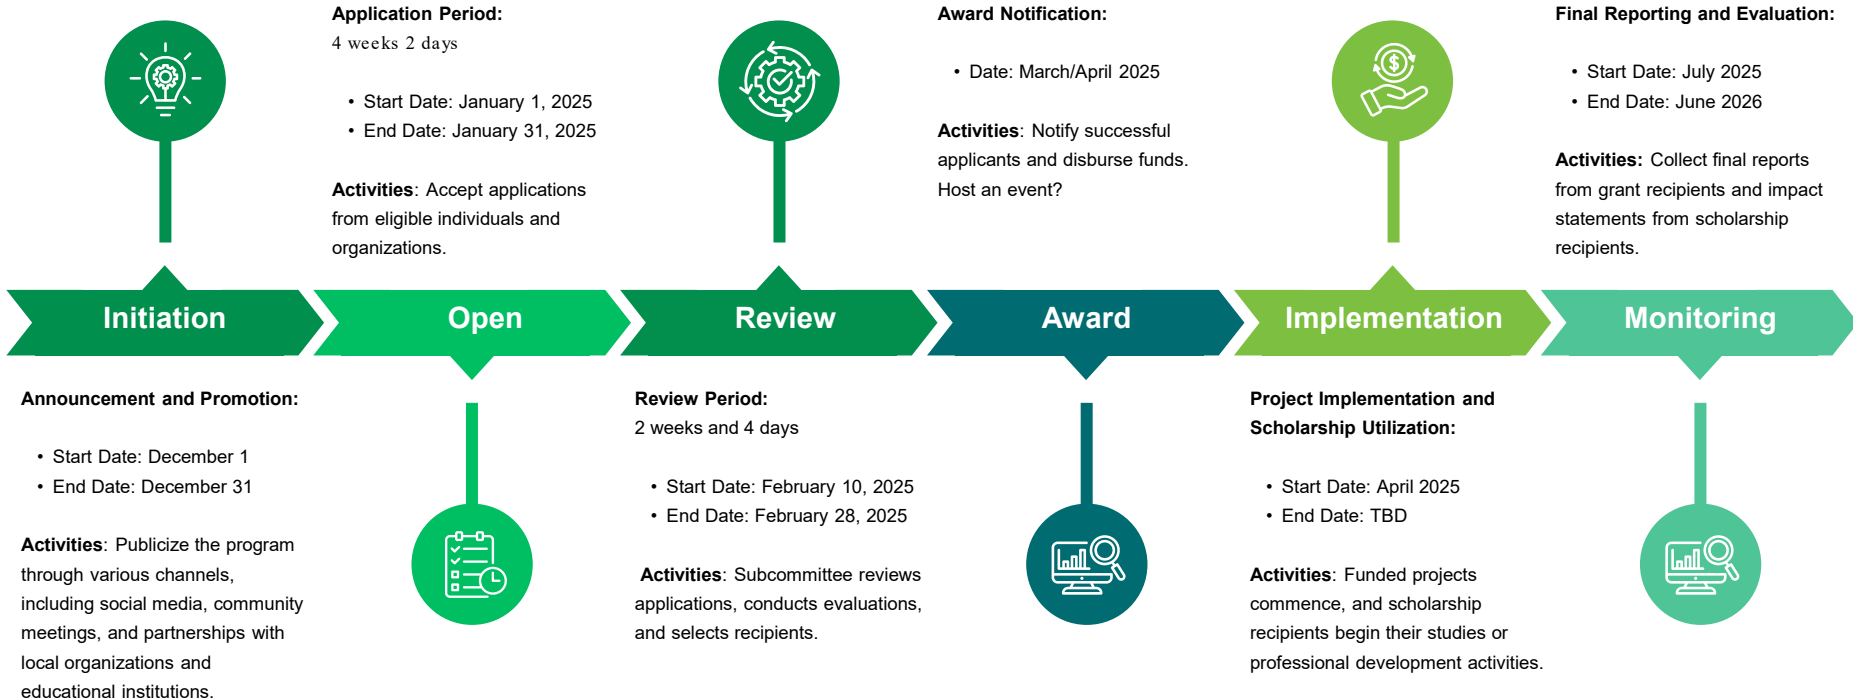 Application Period:
4 weeks 2 days
• Start Date: January 1, 2025
• End Date: January 31, 2025
Activities: Accept applications
from eligible individuals and
organizations.
Award Notification:
• Date: March/April 2025
Activities: Notify successful
applicants and disburse funds.
Host an event?
Final Reporting and Evaluation:
• Start Date: July 2025
• End Date: June 2026
Activities: Collect final reports
from grant recipients and impact
statements from scholarship
recipients.
Initiation
Open
Review
Award
Implementation
Monitoring
Announcement and Promotion:
• Start Date: December 1
• End Date: December 31
Activities: Publicize the program
through various channels,
including social media, community
meetings, and partnerships with
local organizations and
educational institutions.
Review Period:
2 weeks and 4 days
• Start Date: February 10, 2025
• End Date: February 28, 2025
Activities: Subcommittee reviews
applications, conducts evaluations,
and selects recipients.
Project Implementation and
Scholarship Utilization:
• Start Date: April 2025
• End Date: TBD
Activities: Funded projects
commence, and scholarship
recipients begin their studies or
professional development activities.